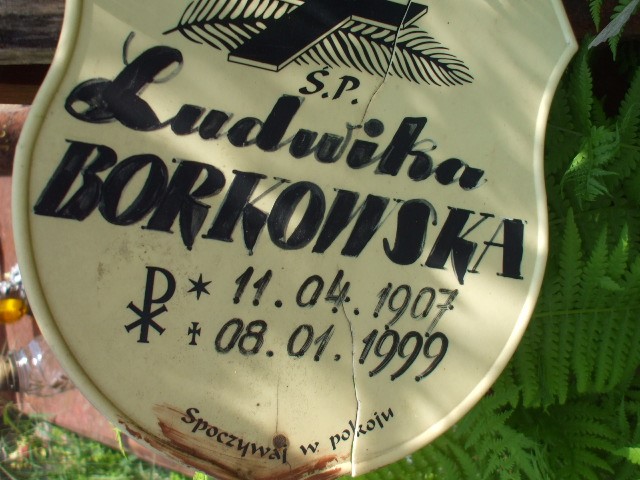 Ś.P.
Ludwika
BORKOWSKA
* 11.04.1907
✝ 08.01.1999
Spoczywaj w pokoju